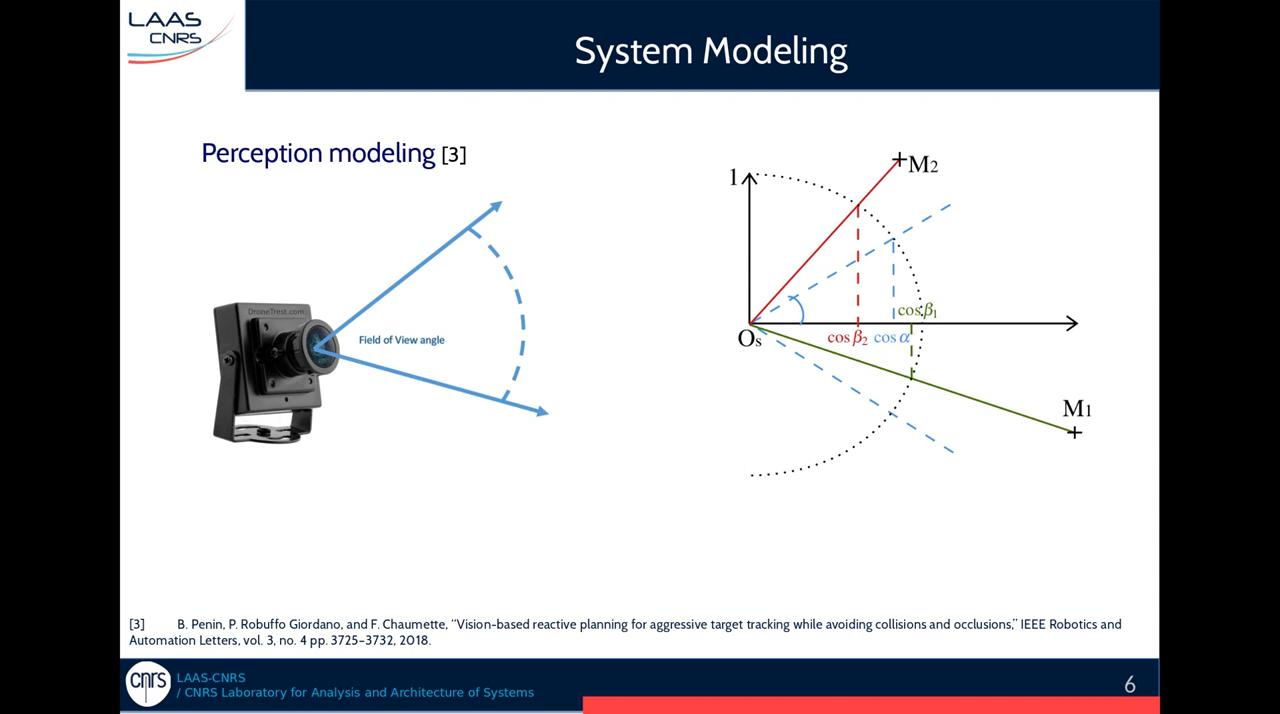 LAAS
CNRS
System Modeling
Perception modeling [3]
DroneTrest.com
Field of View angle
1
M2
cos β1
Os
cos β2 cos α
M1
[3] B. Penin, P. Robuffo Giordano, and F. Chaumette, “Vision-based reactive planning for aggressive target tracking while avoiding collisions and occlusions,” IEEE Robotics and
Automation Letters, vol. 3, no. 4 pp. 3725–3732, 2018.
cnrs
LAAS-CNRS
/ CNRS Laboratory for Analysis and Architecture of Systems
6